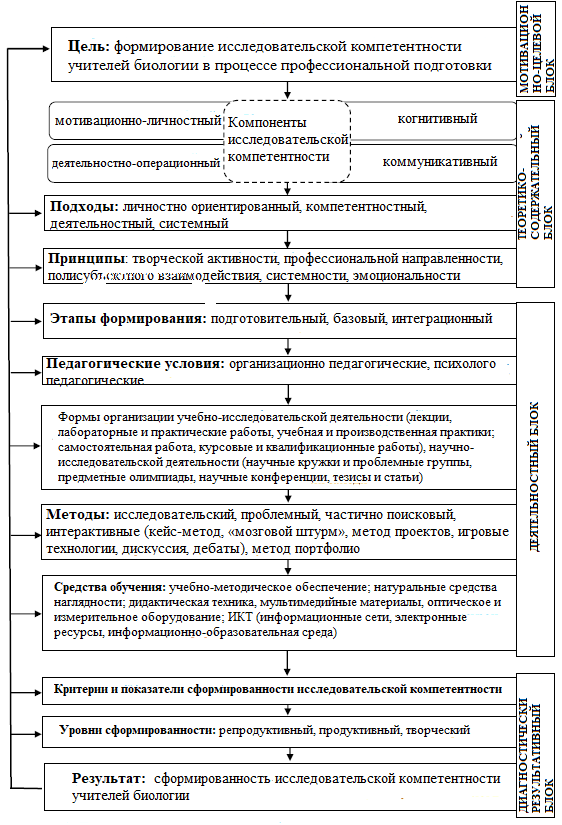 Цель: формирование исследовательской компетентности
учителей биологии в процессе профессиональной подготовки
МОТИВАЦИОН
НО-ЦЕЛЕВОЙ
БЛОК
мотивационно-личностный
когнитивный
Компоненты
исследовательской
компетентности
деятельностно-операционный
коммуникативный
Подходы: личностно ориентированный, компетентностный,
деятельностный, системный
Принципы: творческой активности, профессиональной направленности,
полисубъектного взаимодействия, системности, эмоциональности
ТЕОРЕТИКО-
СОДЕРЖАТЕЛЬНЫЙ
БЛОК
Этапы формирования: подготовительный, базовый, интеграционный
Педагогические условия: организационно педагогические, психолого
педагогические
Формы организации учебно-исследовательской деятельности (лекции,
лабораторные и практические работы, учебная и производственная практики;
самостоятельная работа, курсовые и квалификационные работы), научно-
исследовательской деятельности (научные кружки и проблемные группы,
предметные олимпиады, научные конференции, тезисы и статьи)
Методы: исследовательский, проблемный, частично поисковый,
интерактивные (кейс-метод, «мозговой штурм», метод проектов, игровые
технологии, дискуссия, дебаты), метод портфолио
Средства обучения: учебно-методическое обеспечение; натуральные средства
наглядности; дидактическая техника, мультимедийные материалы, оптическое и
измерительное оборудование; ИКТ (информационные сети, электронные
ресурсы, информационно-образовательная среда)
ДЕЯТЕЛЬНОСТНЫЙ БЛОК
Критерии и показатели сформированности исследовательской компетентности
Уровни сформированности: репродуктивный, продуктивный, творческий
Результат: сформированность исследовательской компетентности
учителей биологии
ДИАГНОСТИЧЕСКИ
РЕЗУЛЬТАТИВНЫЙ
БЛОК